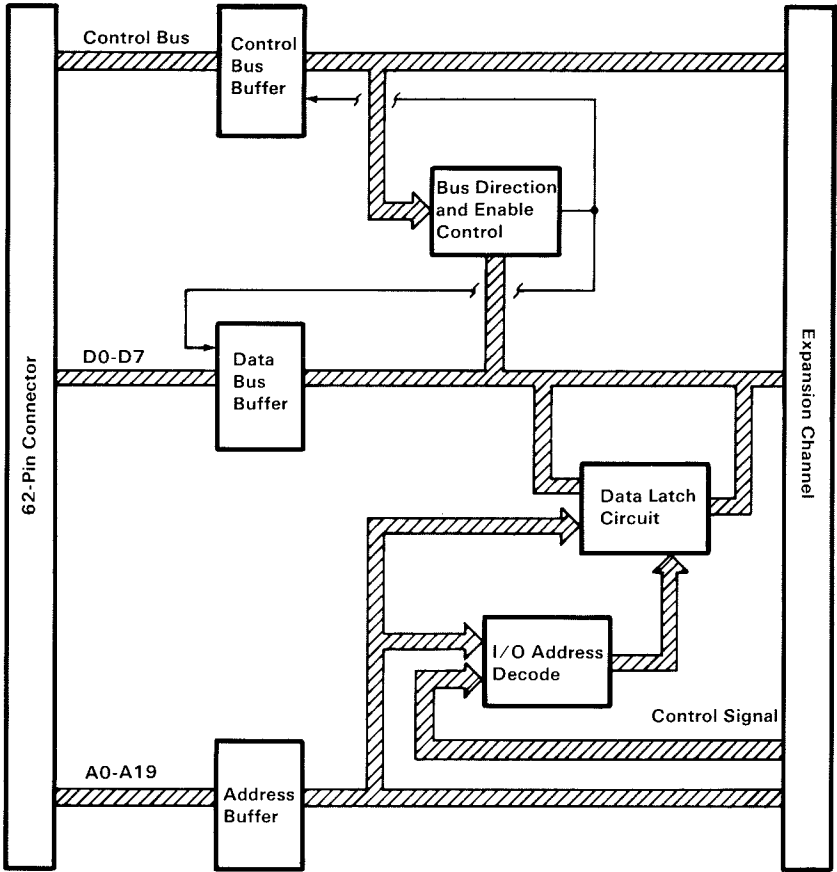 Control Bus
Control
Bus
Buffer
Bus Direction
and Enable
Control
D0-D7
Data
Bus
Buffer
62-Pin Connector
Expansion Channel
Data Latch
Circuit
I/O Address
Decode
Control Signal
A0-A19
Address
Buffer